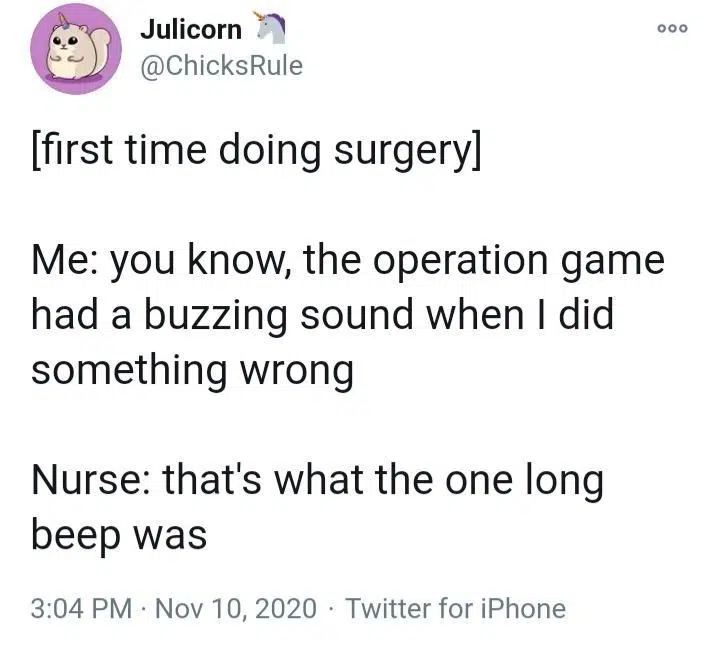 Julicorn 🦄
@ChicksRule
[first time doing surgery]
Me: you know, the operation game
had a buzzing sound when I did
something wrong
Nurse: that's what the one long
beep was
3:04 PM · Nov 10, 2020 · Twitter for iPhone